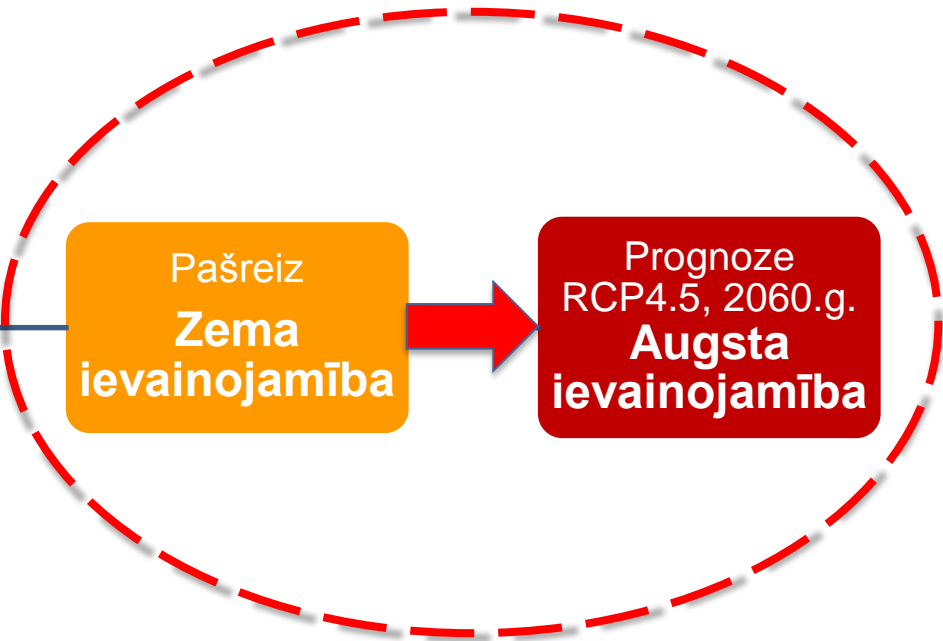 Pašreiz
Zema
ievainojamība
Prognoze
RCP4.5, 2060.g.
Augsta
ievainojamība